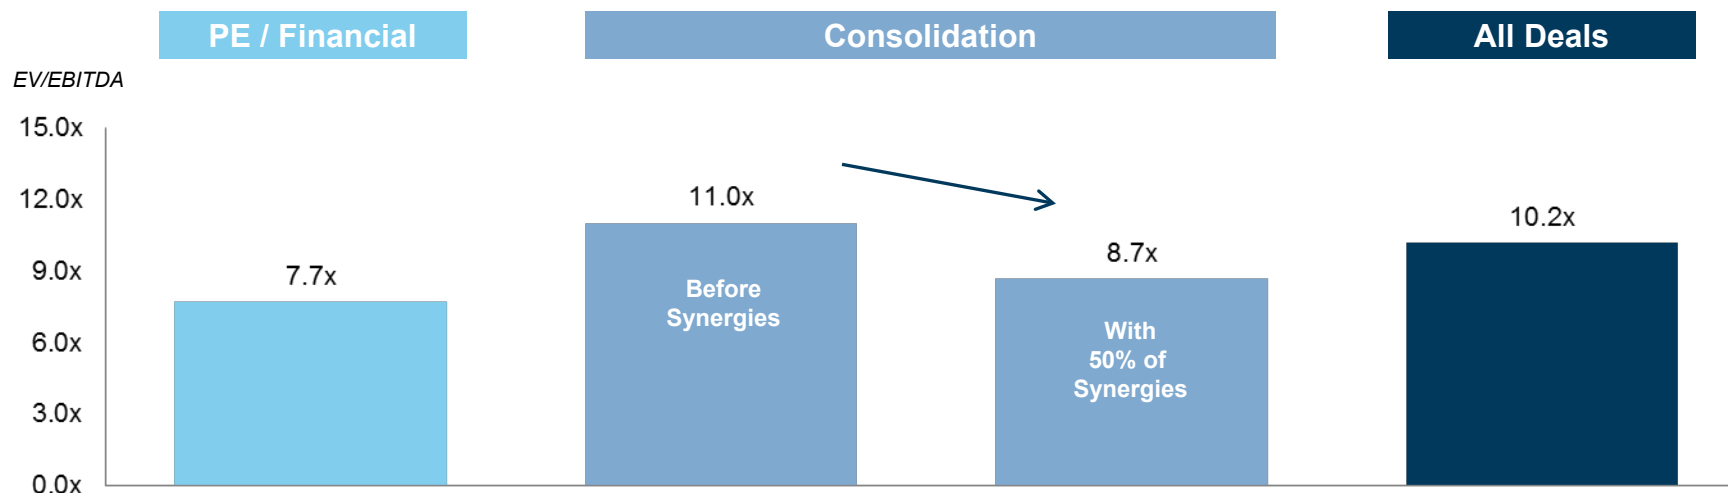 PE / Financial
Consolidation
All Deals
EV/EBITDA
15.0x
12.0x
9.0x
6.0x
3.0x
0.0x
7.7x
11.0x
Before
Synergies
8.7x
With
50% of
Synergies
10.2x